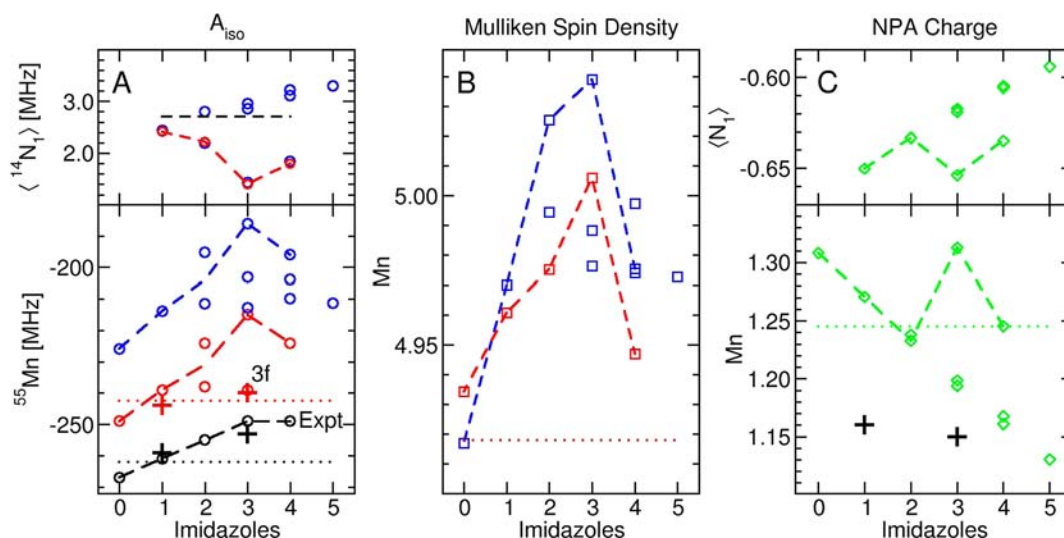 A_iso
Mulliken Spin Density
NPA Charge
A
B
C
⟨ ¹⁴N₁⟩ [MHz]
3.0
2.0
⁵⁵Mn [MHz]
-200
-250
3f
Expt
0 1 2 3 4 5
Imidazoles
Mn
5.00
4.95
0 1 2 3 4 5
Imidazoles
⟨N₁⟩
-0.60
-0.65
Mn
1.30
1.25
1.20
1.15
0 1 2 3 4 5
Imidazoles